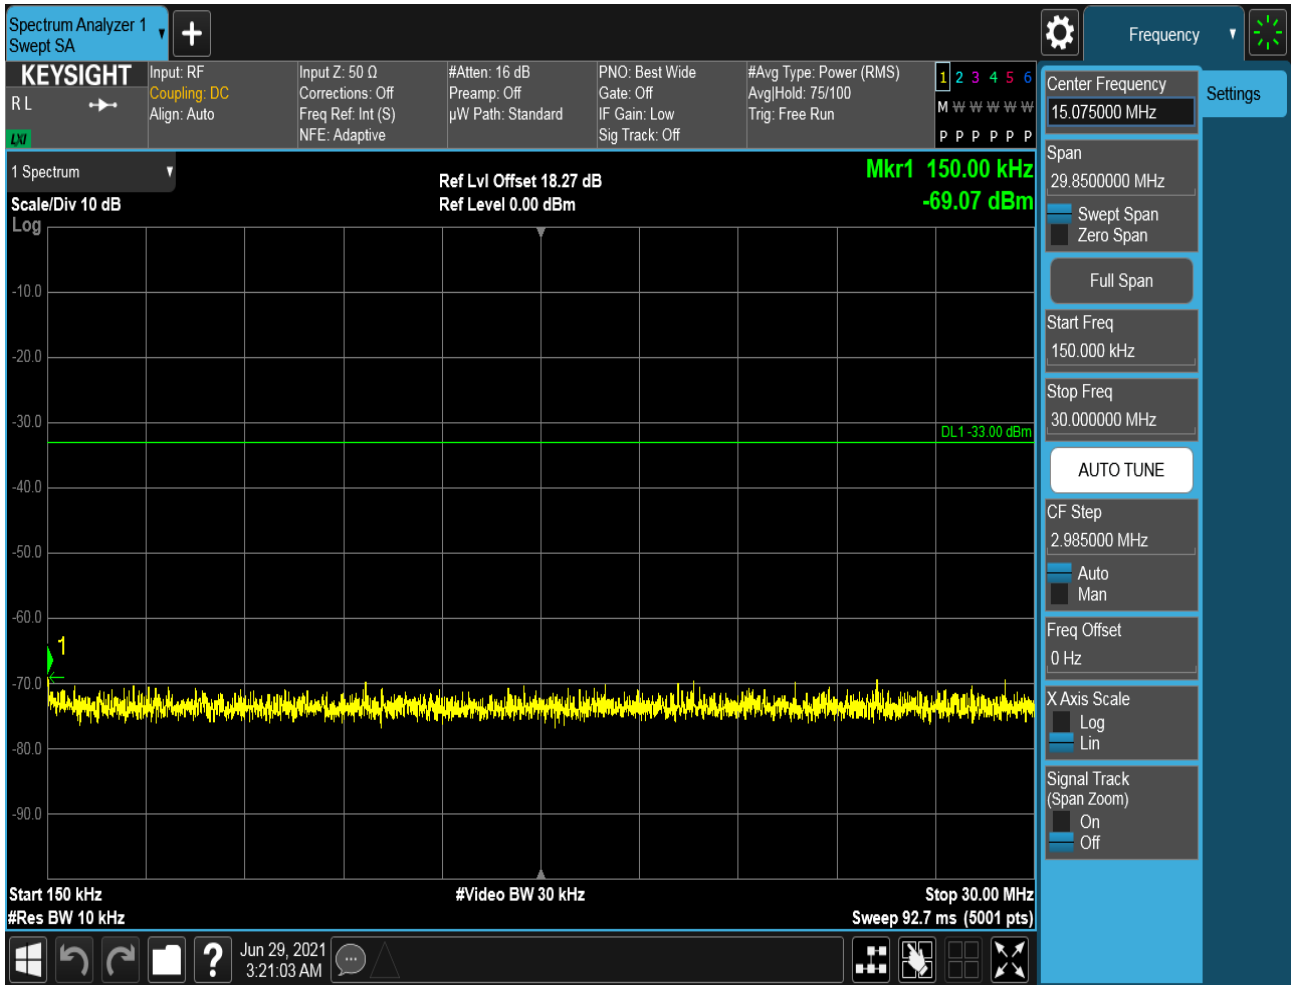 Spectrum Analyzer 1
Swept SA
Frequency
KEYSIGHT
R L
LXI
Input: RF
Coupling: DC
Align: Auto
Input Z: 50 Ω
Corrections: Off
Freq Ref: Int (S)
NFE: Adaptive
#Atten: 16 dB
Preamp: Off
µW Path: Standard
PNO: Best Wide
Gate: Off
IF Gain: Low
Sig Track: Off
#Avg Type: Power (RMS)
Avg|Hold: 75/100
Trig: Free Run
1 2 3 4 5 6
M W W W W W
P P P P P P
1 Spectrum
Scale/Div 10 dB
Log
Ref Lvl Offset 18.27 dB
Ref Level 0.00 dBm
Mkr1 150.00 kHz
-69.07 dBm
-10.0
-20.0
-30.0
DL1 -33.00 dBm
-40.0
-50.0
-60.0
1
-70.0
-80.0
-90.0
Start 150 kHz
#Res BW 10 kHz
#Video BW 30 kHz
Stop 30.00 MHz
Sweep 92.7 ms (5001 pts)
Center Frequency
15.075000 MHz
Settings
Span
29.8500000 MHz
Swept Span
Zero Span
Full Span
Start Freq
150.000 kHz
Stop Freq
30.000000 MHz
AUTO TUNE
CF Step
2.985000 MHz
Auto
Man
Freq Offset
0 Hz
X Axis Scale
Log
Lin
Signal Track
(Span Zoom)
On
Off
?
Jun 29, 2021
3:21:03 AM